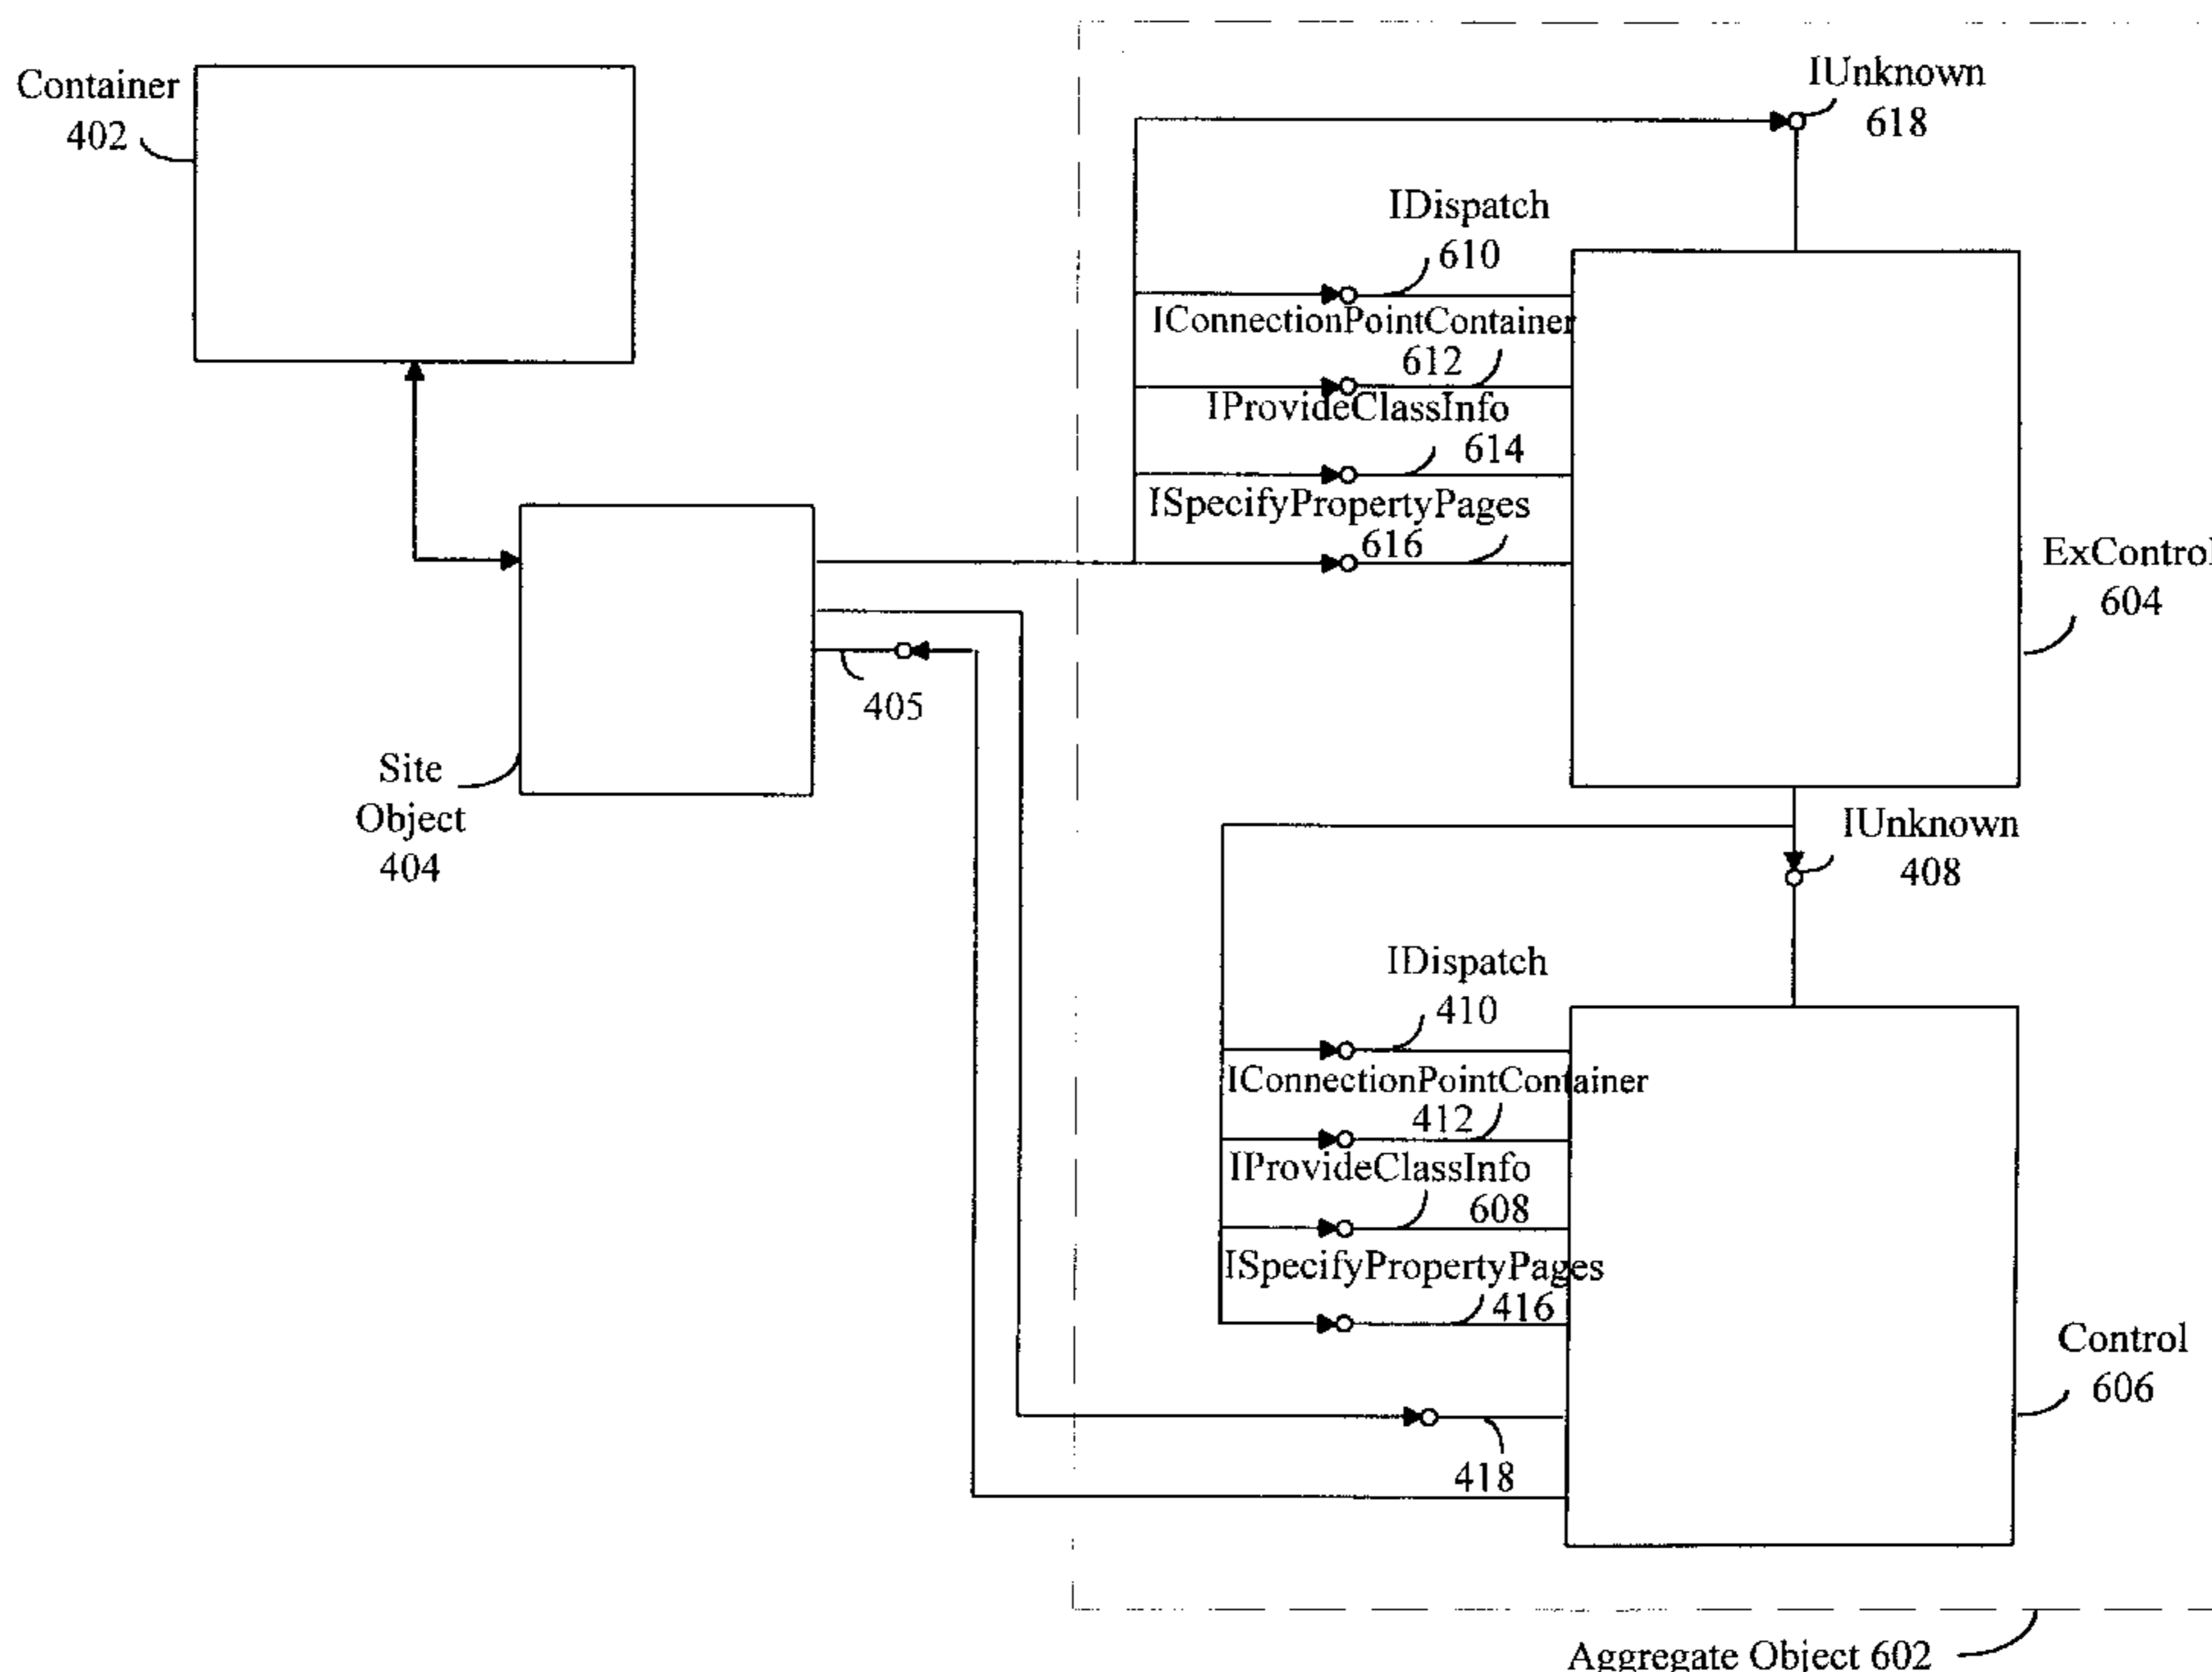 Container
402
IUnknown
618
IDispatch
610
IConnectionPointContainer
612
IProvideClassInfo
614
ISpecifyPropertyPages
616
ExControl
604
405
Site
Object
404
IUnknown
408
IDispatch
410
IConnectionPointContainer
412
IProvideClassInfo
608
ISpecifyPropertyPages
416
Control
606
418
Aggregate Object 602